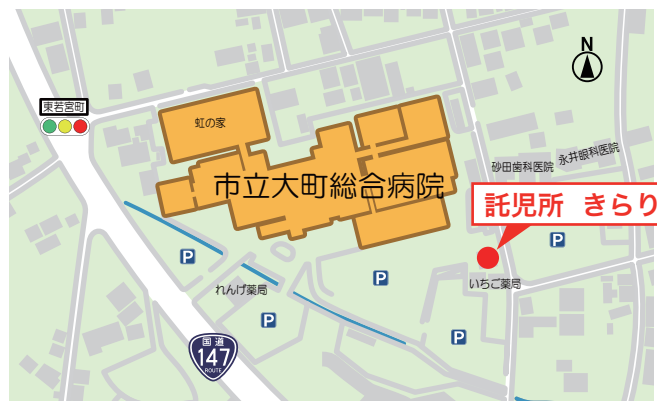 N
東若宮町
虹の家
永井眼科医院
砂田歯科医院
市立大町総合病院
託児所 きらり
P
P
P
いちご薬局
れんげ薬局
P
P
国道
147
ROUTE